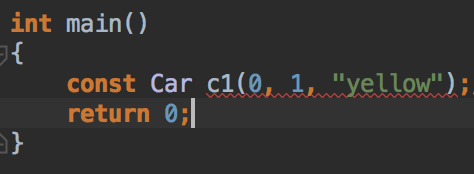 int main()
{
    const Car c1(0, 1, "yellow");
    return 0;
}